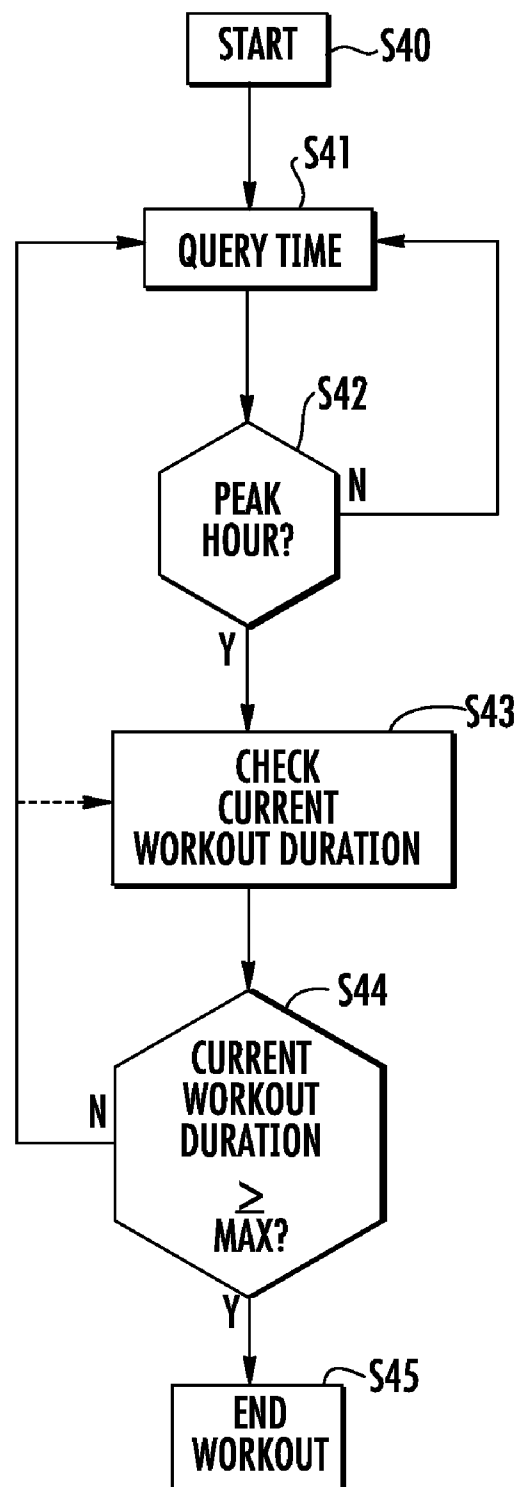 START
S40
S41
QUERY TIME
S42
PEAK
HOUR?
N
Y
S43
CHECK
CURRENT
WORKOUT DURATION
S44
CURRENT
WORKOUT
DURATION
≥
MAX?
N
Y
S45
END
WORKOUT